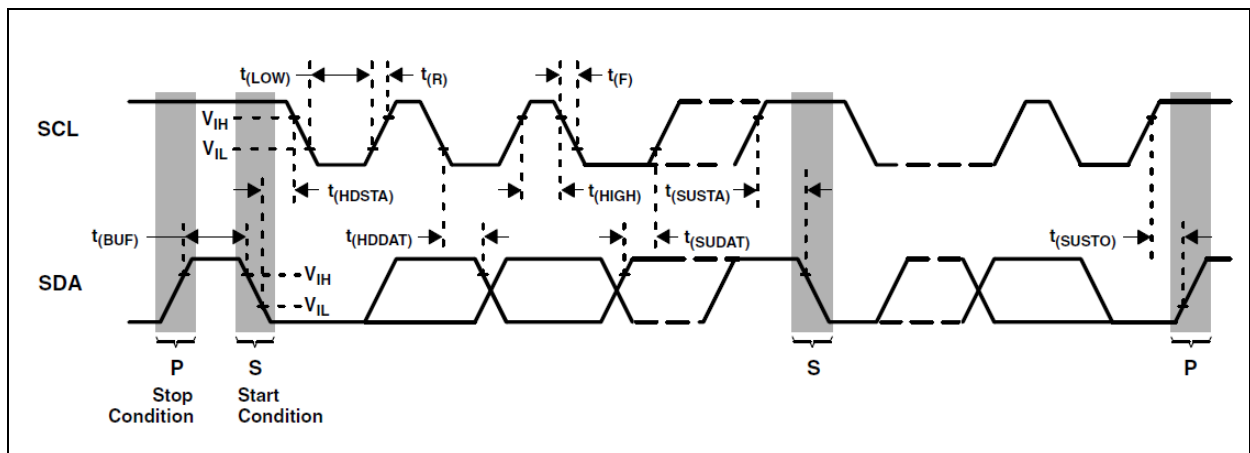 t(LOW)
t(R)
t(F)
SCL
VIH
VIL
t(HDSTA)
t(HIGH)
t(SUSTA)
t(BUF)
t(HDDAT)
t(SUDAT)
t(SUSTO)
SDA
VIH
VIL
P
S
S
P
Stop
Condition
Start
Condition